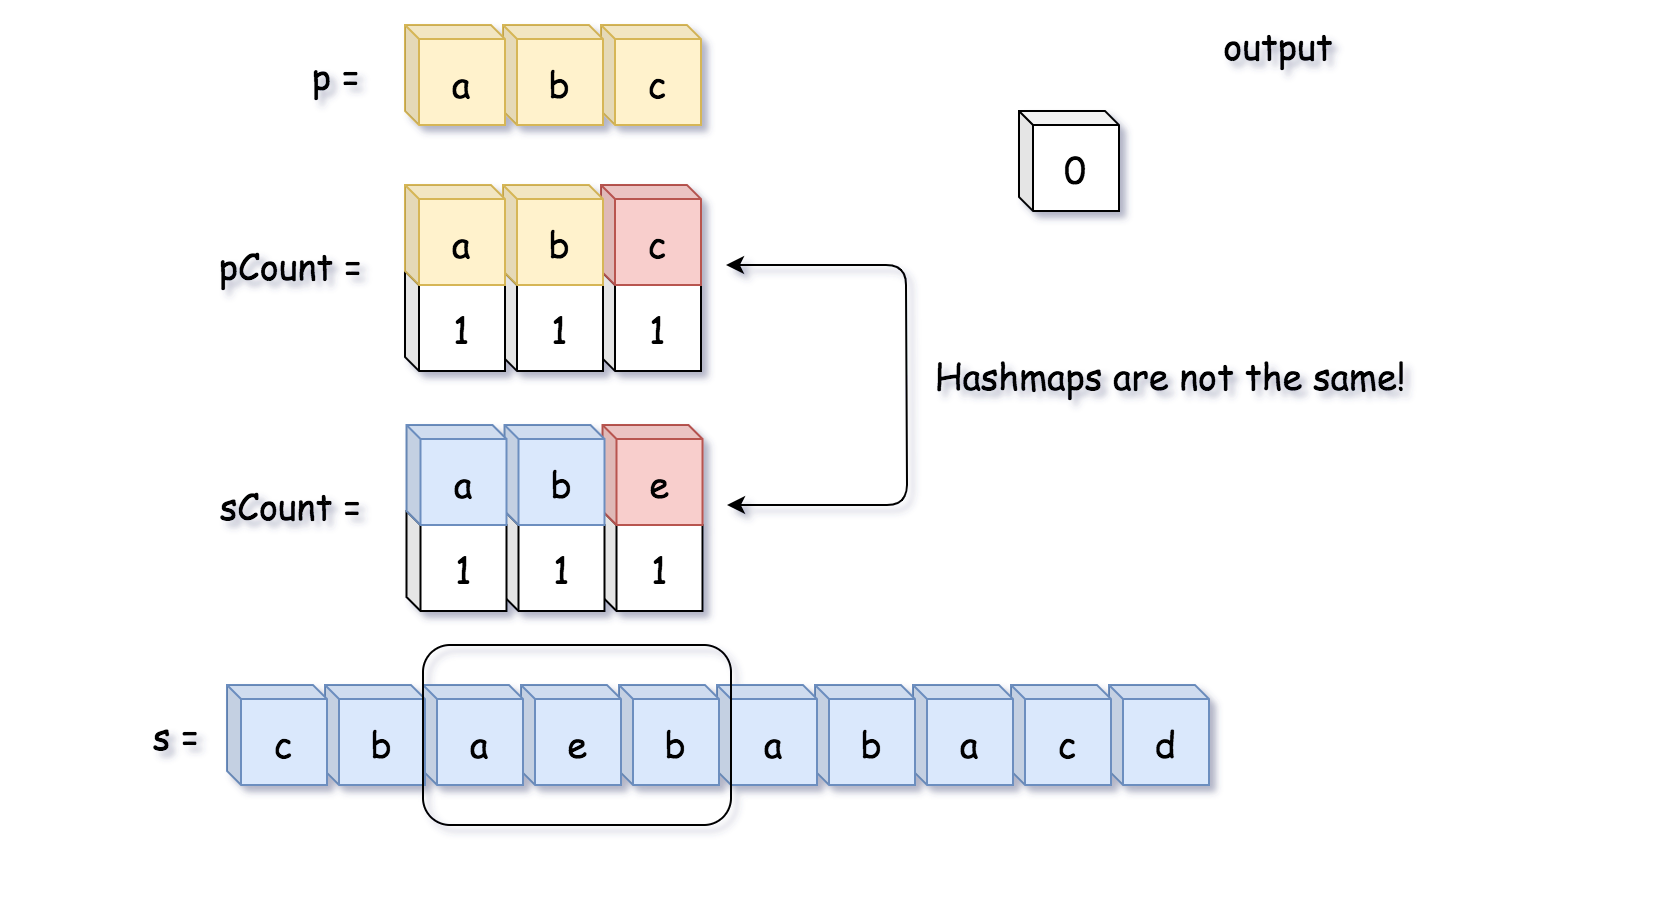 output
p = a b c
0
pCount = a b c
1 1 1
Hashmaps are not the same!
sCount = a b e
1 1 1
s = c b a e b a b a c d